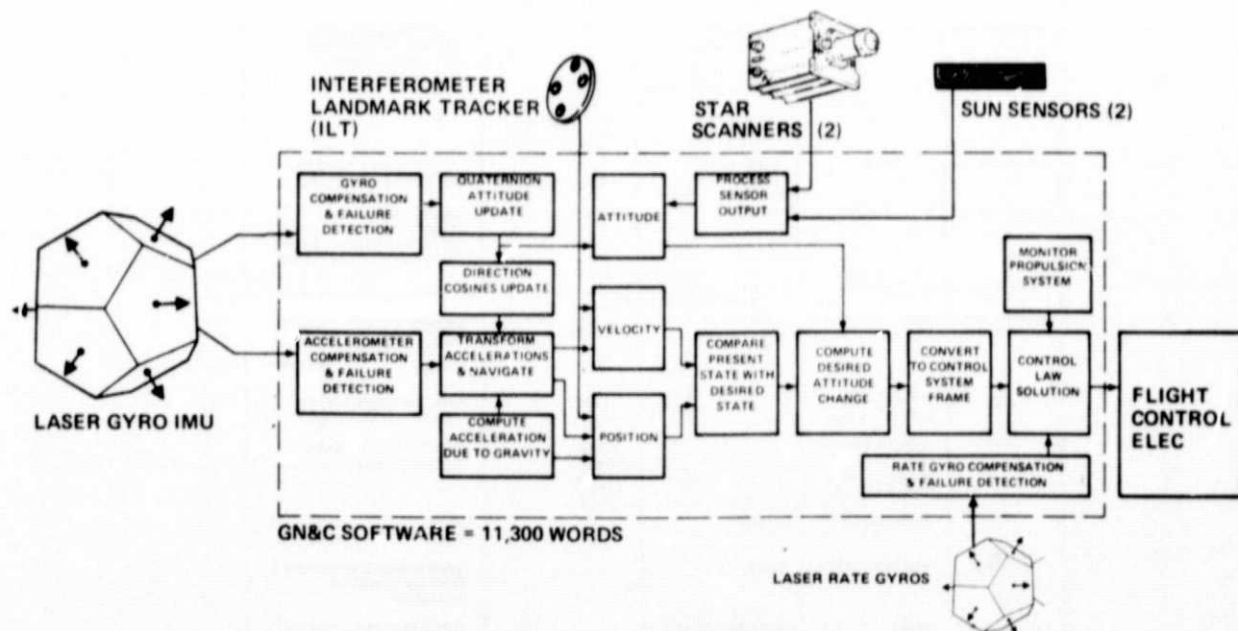 INTERFEROMETER
LANDMARK TRACKER
(ILT)
STAR
SCANNERS (2)
SUN SENSORS (2)
GYRO
COMPENSATION
& FAILURE
DETECTION
QUATERNION
ATTITUDE
UPDATE
ATTITUDE
PROCESS
SENSOR
OUTPUT
MONITOR
PROPULSION
SYSTEM
DIRECTION
COSINES UPDATE
ACCELEROMETER
COMPENSATION
& FAILURE
DETECTION
TRANSFORM
ACCELERATIONS
& NAVIGATE
VELOCITY
COMPARE
PRESENT
STATE WITH
DESIRED
STATE
COMPUTE
DESIRED
ATTITUDE
CHANGE
CONVERT
TO CONTROL
SYSTEM
FRAME
CONTROL
LAW
SOLUTION
FLIGHT
CONTROL
ELEC
LASER GYRO IMU
COMPUTE
ACCELERATION
DUE TO GRAVITY
POSITION
RATE GYRO COMPENSATION
& FAILURE DETECTION
GN&C SOFTWARE = 11,300 WORDS
LASER RATE GYROS